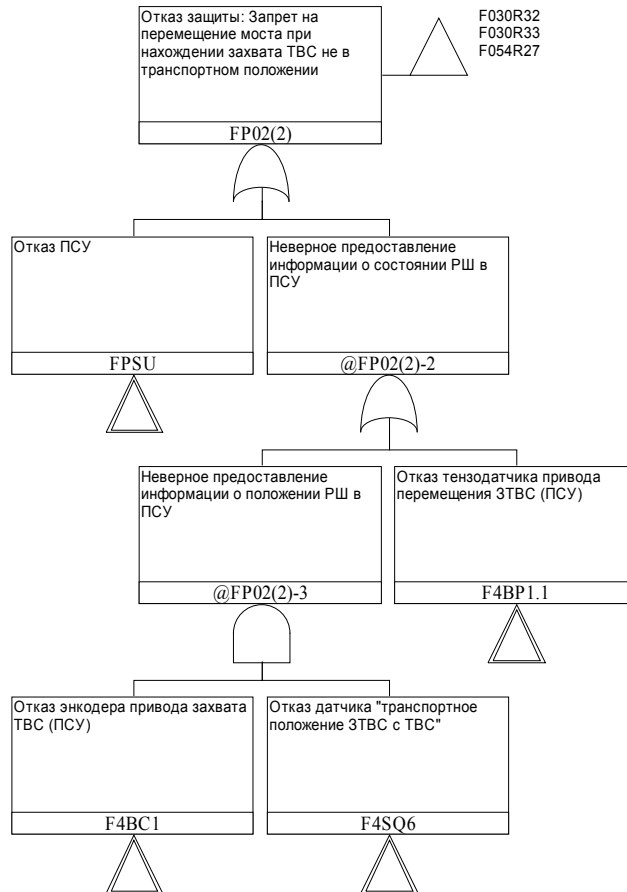 Отказ защиты: Запрет на
перемещение моста при
нахождении захвата ТВС не в
транспортном положении
FP02(2)
F030R32
F030R33
F054R27
Отказ ПСУ
FPSU
Неверное предоставление
информации о состоянии РШ в
ПСУ
@FP02(2)-2
Неверное предоставление
информации о положении РШ в
ПСУ
@FP02(2)-3
Отказ тензодатчика привода
перемещения ЗТВС (ПСУ)
F4BP1.1
Отказ энкодера привода захвата
ТВС (ПСУ)
F4BC1
Отказ датчика "транспортное
положение ЗТВС с ТВС"
F4SQ6